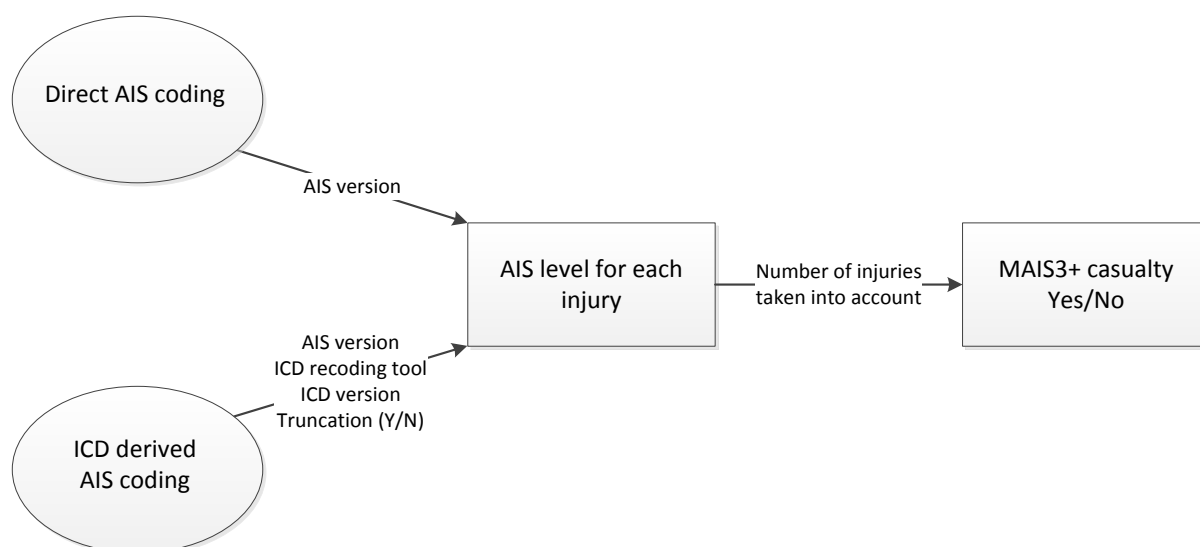 Direct AIS coding
AIS version
AIS level for each
injury
Number of injuries
taken into account
MAIS3+ casualty
Yes/No
AIS version
ICD recoding tool
ICD version
Truncation (Y/N)
ICD derived
AIS coding